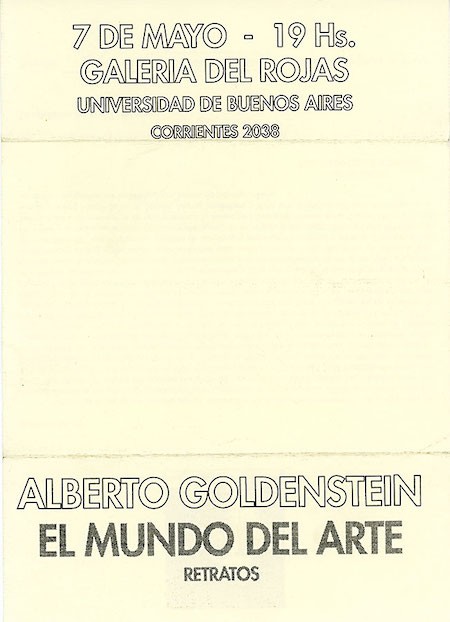 7 DE MAYO - 19 Hs.
GALERIA DEL ROJAS
UNIVERSIDAD DE BUENOS AIRES
CORRIENTES 2038
ALBERTO GOLDENSTEIN
EL MUNDO DEL ARTE
RETRATOS